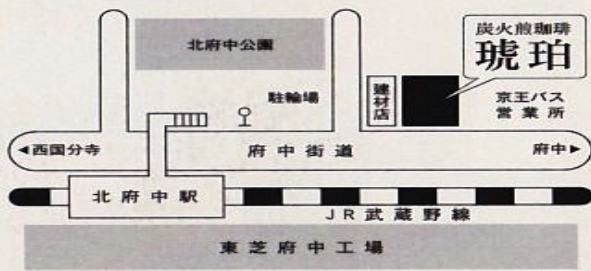 炭火煎珈琲
琥珀
北府中公園
駐輪場
建材店
京王バス
営業所
◀西国分寺
府中街道
府中▶
北府中駅
JR武蔵野線
東芝府中工場